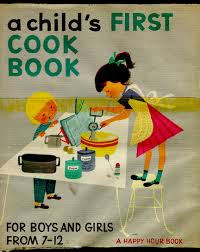 a child's FIRST
COOK
BOOK
FOR BOYS AND GIRLS
FROM 7-12
A HAPPY HOUR BOOK